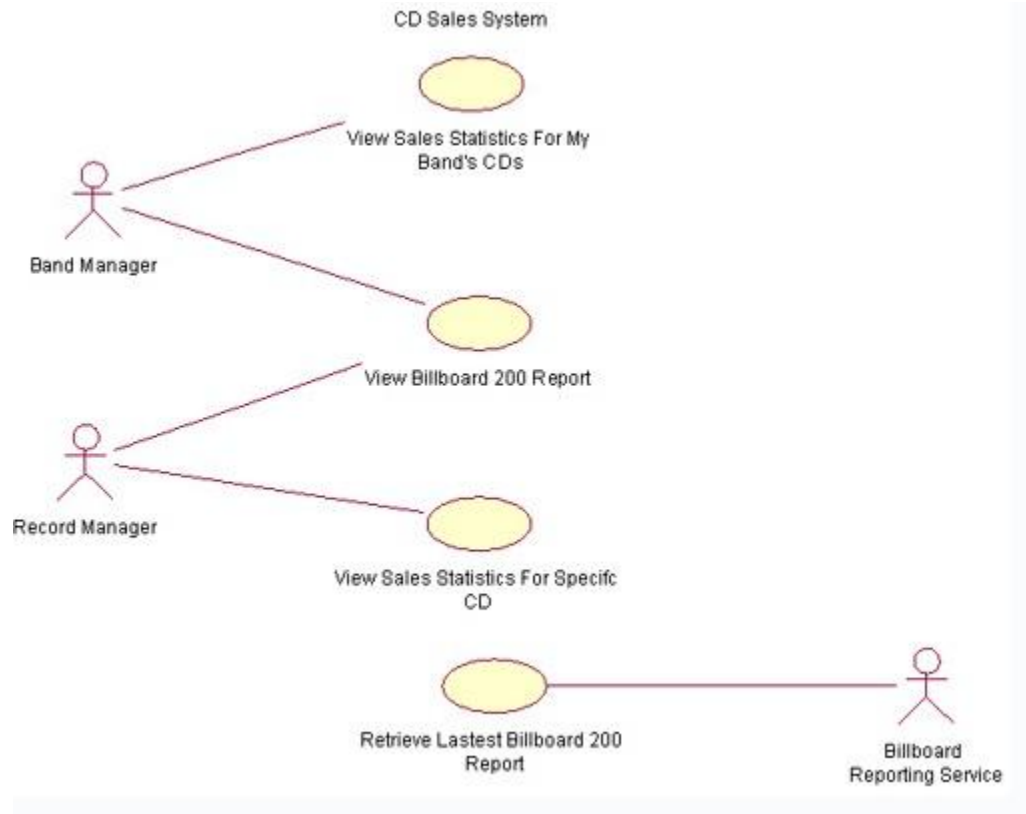 CD Sales System
View Sales Statistics For My
Band's CDs
Band Manager
View Billboard 200 Report
Record Manager
View Sales Statistics For Specifc
CD
Retrieve Lastest Billboard 200
Report
Billboard
Reporting Service